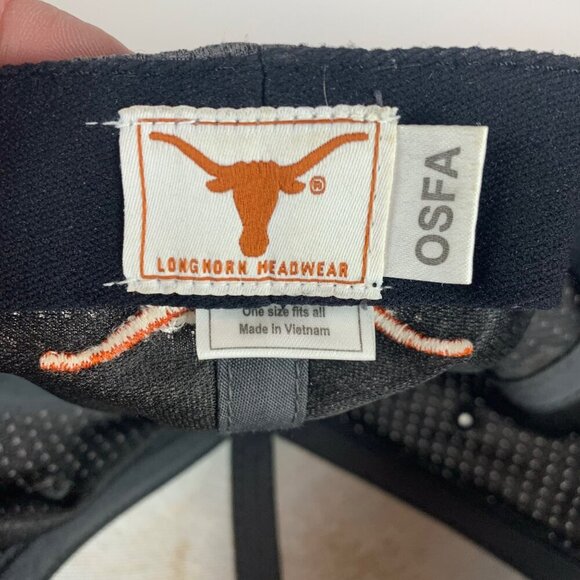 ®
LONGHORN HEADWEAR
OSFA
One size fits all
Made in Vietnam